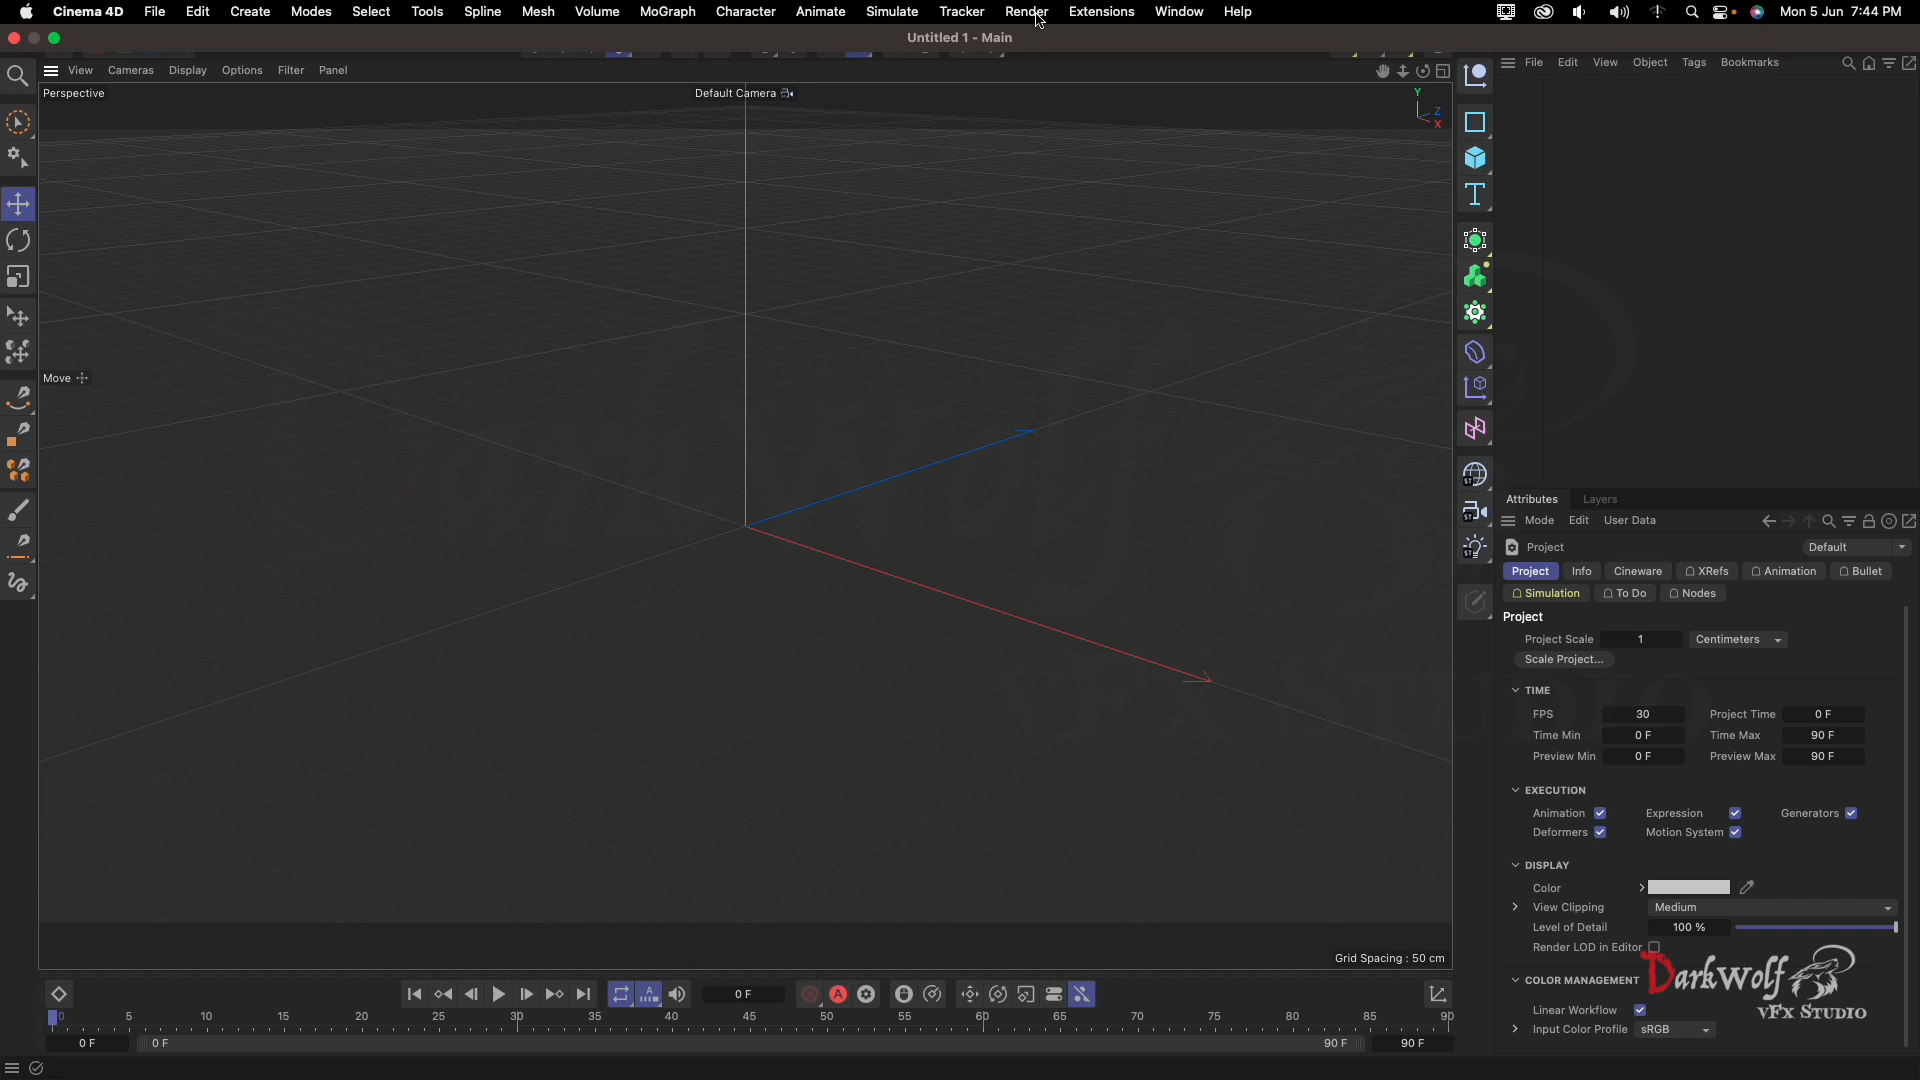 Cinema 4D File Edit Create Modes Select Tools Spline Mesh Volume MoGraph Character Animate Simulate Tracker Render Extensions Window Help Mon 5 Jun 7:44 PM
Untitled 1 - Main
View Cameras Display Options Filter Panel
File Edit View Object Tags Bookmarks
Perspective
Default Camera
Y
Z
X
Move
Grid Spacing : 50 cm
Attributes Layers
Mode Edit User Data
Project Default
Project Info Cineware XRefs Animation Bullet
Simulation To Do Nodes
Project
Project Scale 1 Centimeters
Scale Project...
TIME
FPS 30 Project Time 0 F
Time Min 0 F Time Max 90 F
Preview Min 0 F Preview Max 90 F
EXECUTION
Animation Expression Generators
Deformers Motion System
DISPLAY
Color
View Clipping Medium
Level of Detail 100 %
Render LOD in Editor
COLOR MANAGEMENT
Linear Workflow
Input Color Profile sRGB
DarkWolf
vFx Studio
0 F
0 5 10 15 20 25 30 35 40 45 50 55 60 65 70 75 80 85 90
0 F 0 F 90 F 90 F